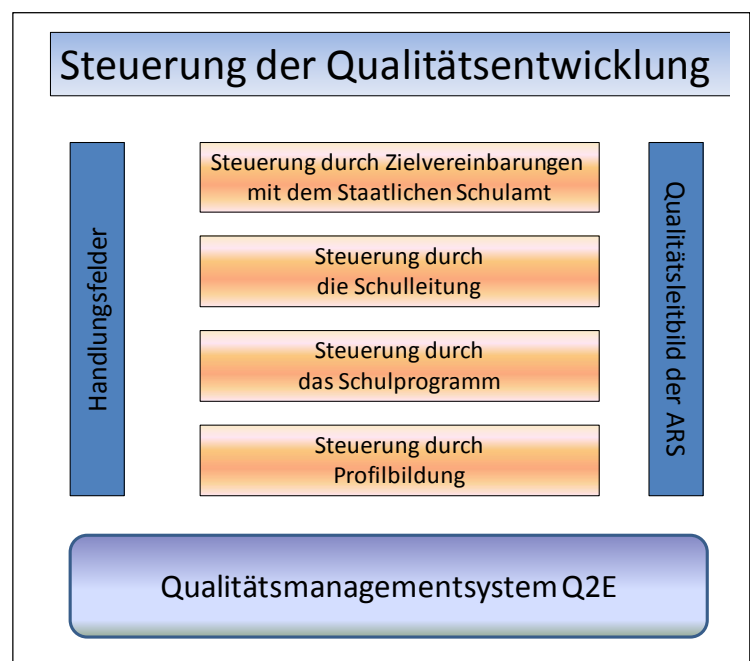 Steuerung der Qualitätsentwicklung
Handlungsfelder
Steuerung durch Zielvereinbarungen
mit dem Staatlichen Schulamt
Steuerung durch
die Schulleitung
Steuerung durch
das Schulprogramm
Steuerung durch
Profilbildung
Qualitätsleitbild der ARS
Qualitätsmanagementsystem Q2E